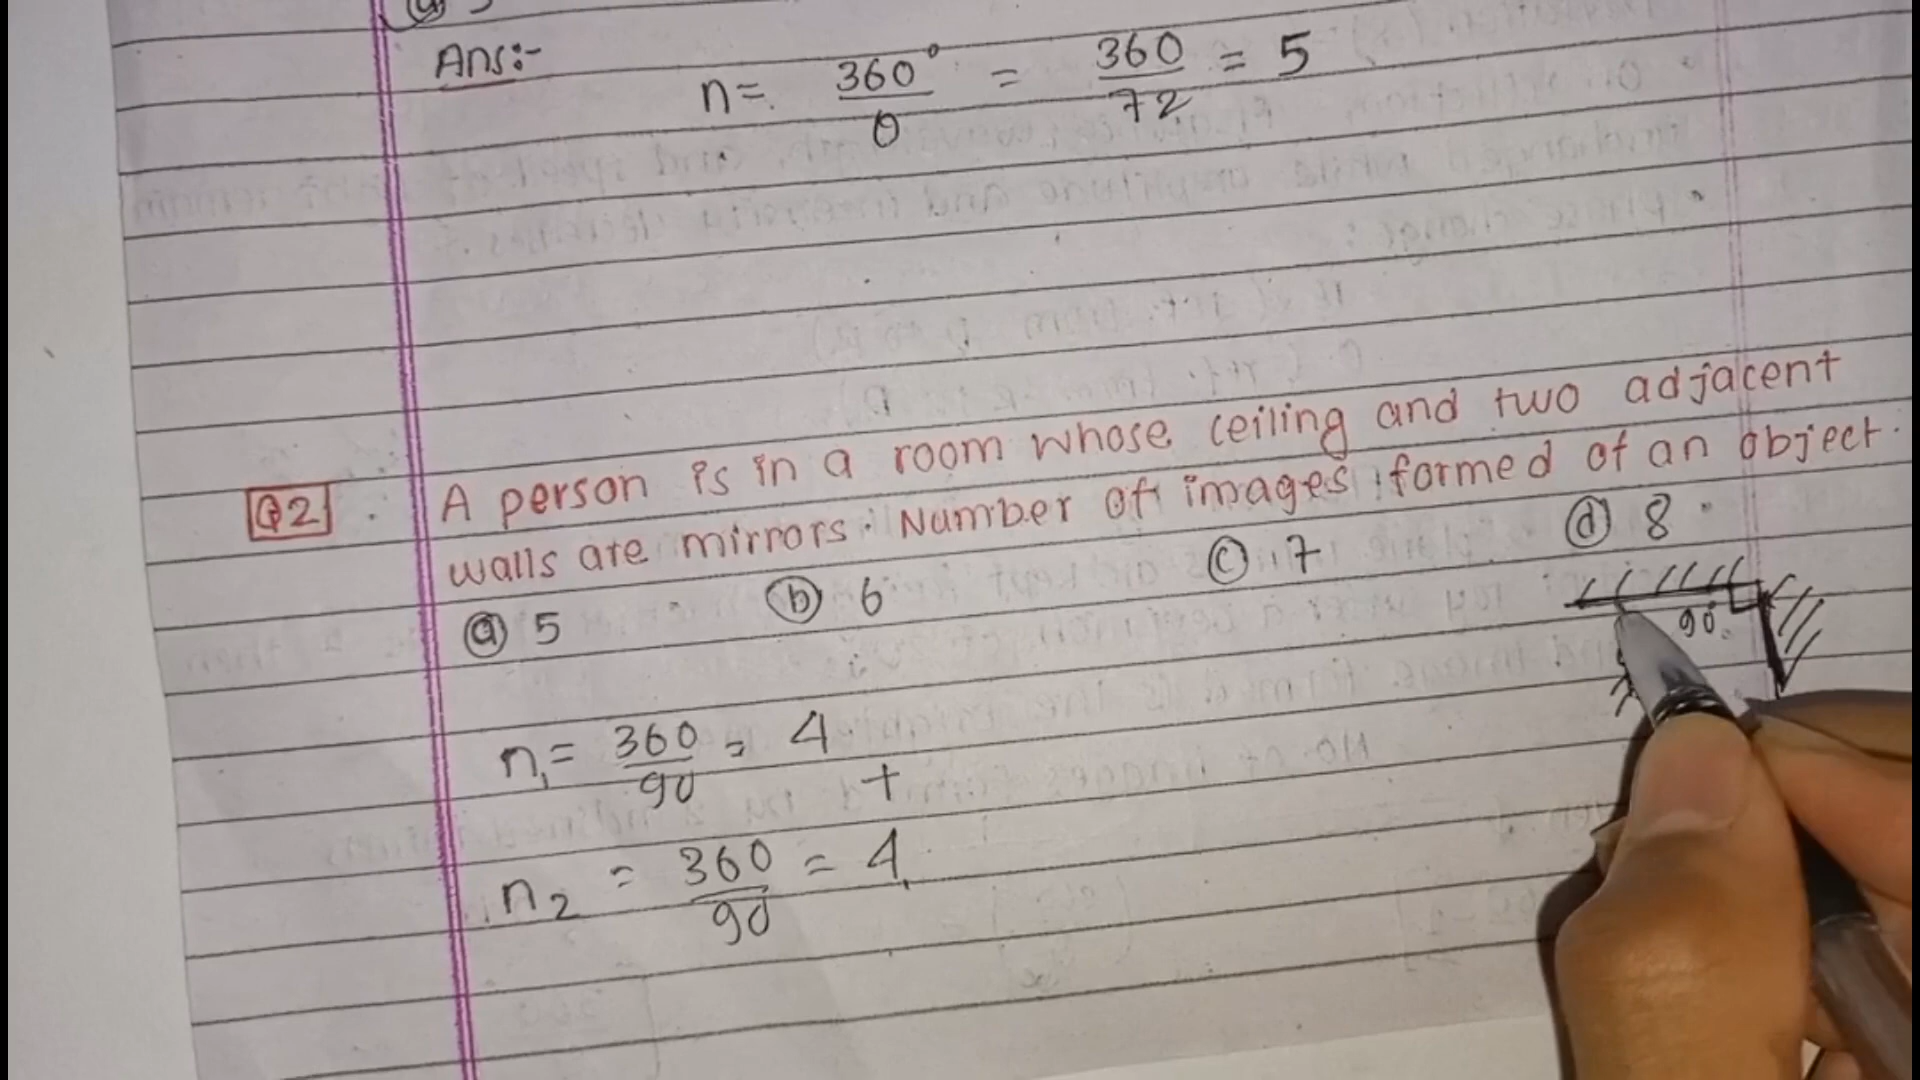 Ans:-
n = 360° / θ = 360 / 72 = 5
Q2 A person is in a room whose ceiling and two adjacent
walls are mirrors. Number of images formed of an object.
(a) 5 (b) 6 (c) 7 (d) 8
90°
n₁ = 360 / 90 = 4
+
n₂ = 360 / 90 = 4